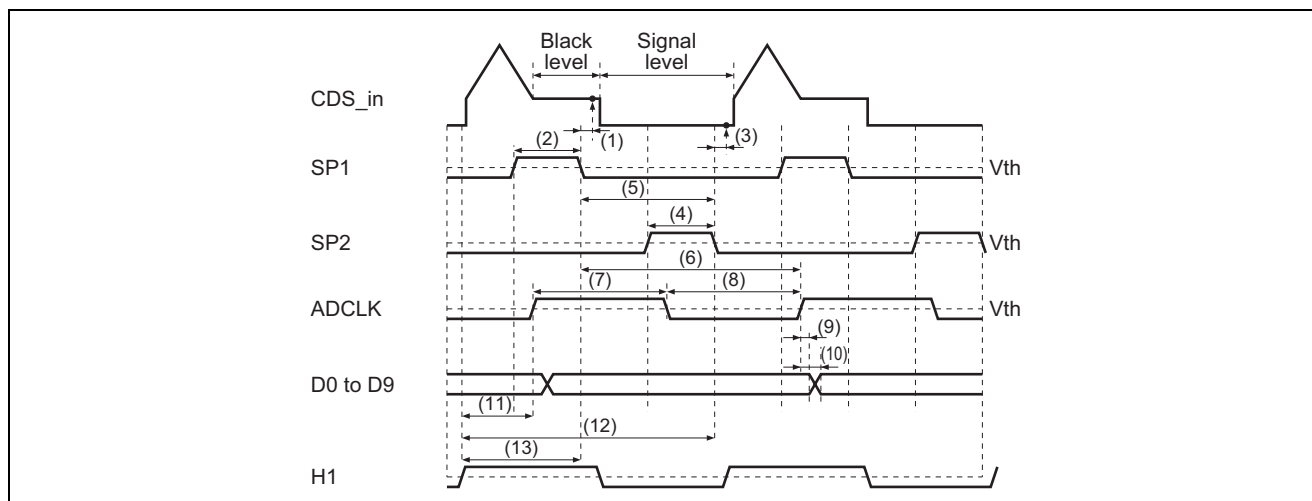 Black level
Signal level
CDS_in
(1)
(3)
(2)
SP1
Vth
(5)
(4)
SP2
Vth
(6)
(7)
(8)
ADCLK
Vth
(9)
(10)
D0 to D9
(11)
(12)
(13)
H1